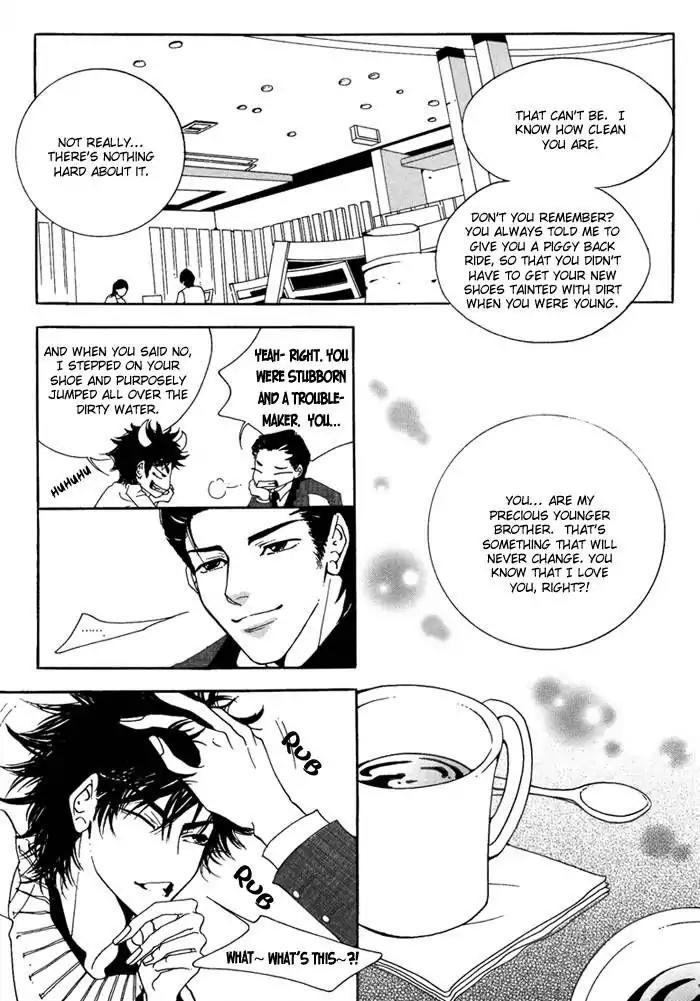 NOT REALLY...
THERE'S NOTHING
HARD ABOUT IT.
THAT CAN'T BE. I
KNOW HOW CLEAN
YOU ARE.
DON'T YOU REMEMBER?
YOU ALWAYS TOLD ME TO
GIVE YOU A PIGGY BACK
RIDE, SO THAT YOU DIDN'T
HAVE TO GET YOUR NEW
SHOES TAINTED WITH DIRT
WHEN YOU WERE YOUNG.
AND WHEN YOU SAID NO,
I STEPPED ON YOUR
SHOE AND PURPOSELY
JUMPED ALL OVER THE
DIRTY WATER.
YEAH- RIGHT. YOU
WERE STUBBORN
AND A TROUBLE-
MAKER. YOU...
HUHUHU
......
YOU... ARE MY
PRECIOUS YOUNGER
BROTHER. THAT'S
SOMETHING THAT WILL
NEVER CHANGE. YOU
KNOW THAT I LOVE
YOU, RIGHT?!
RUB
RUB
WHAT~ WHAT'S THIS~?!